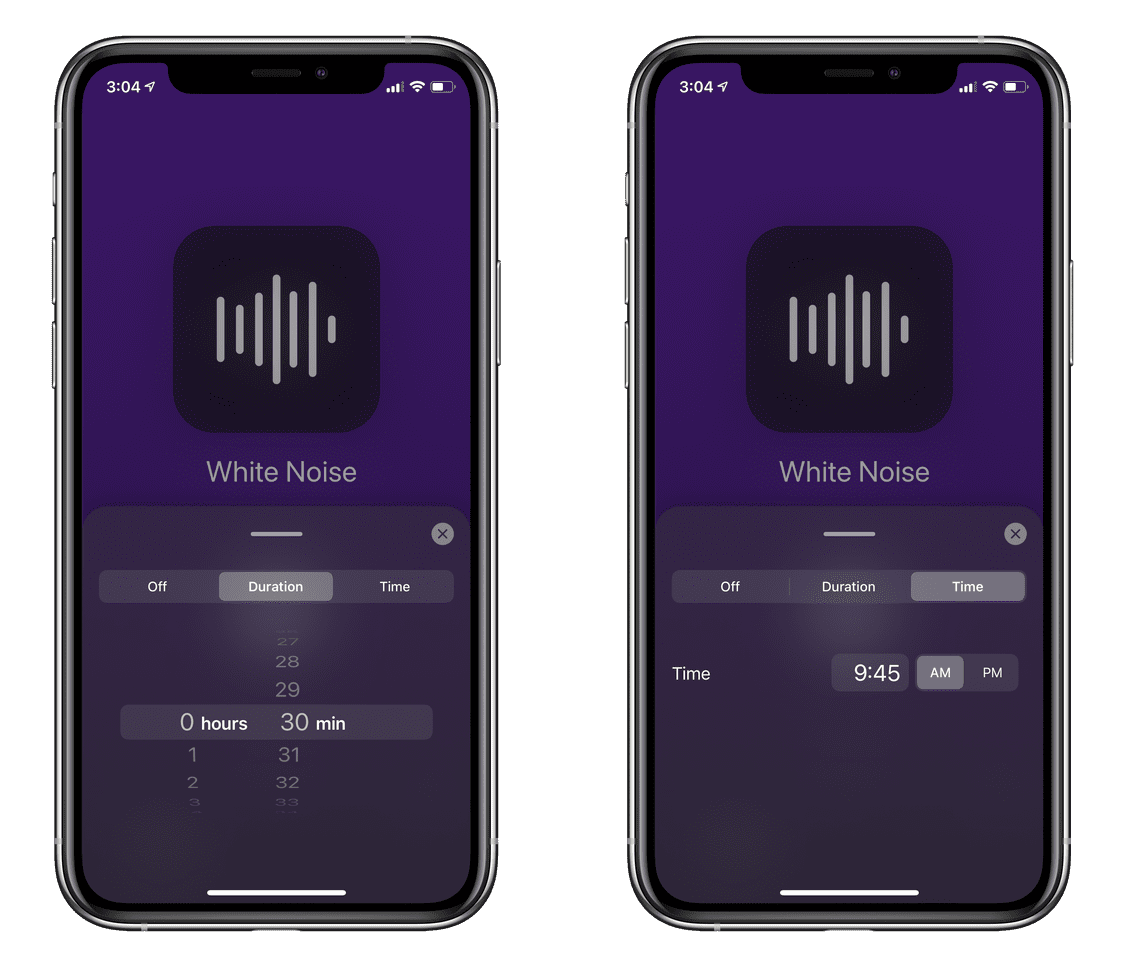 3:04
White Noise
Off Duration Time
27
28
29
0 hours 30 min
1 31
2 32
3 33
3:04
White Noise
Off Duration Time
Time 9:45 AM PM